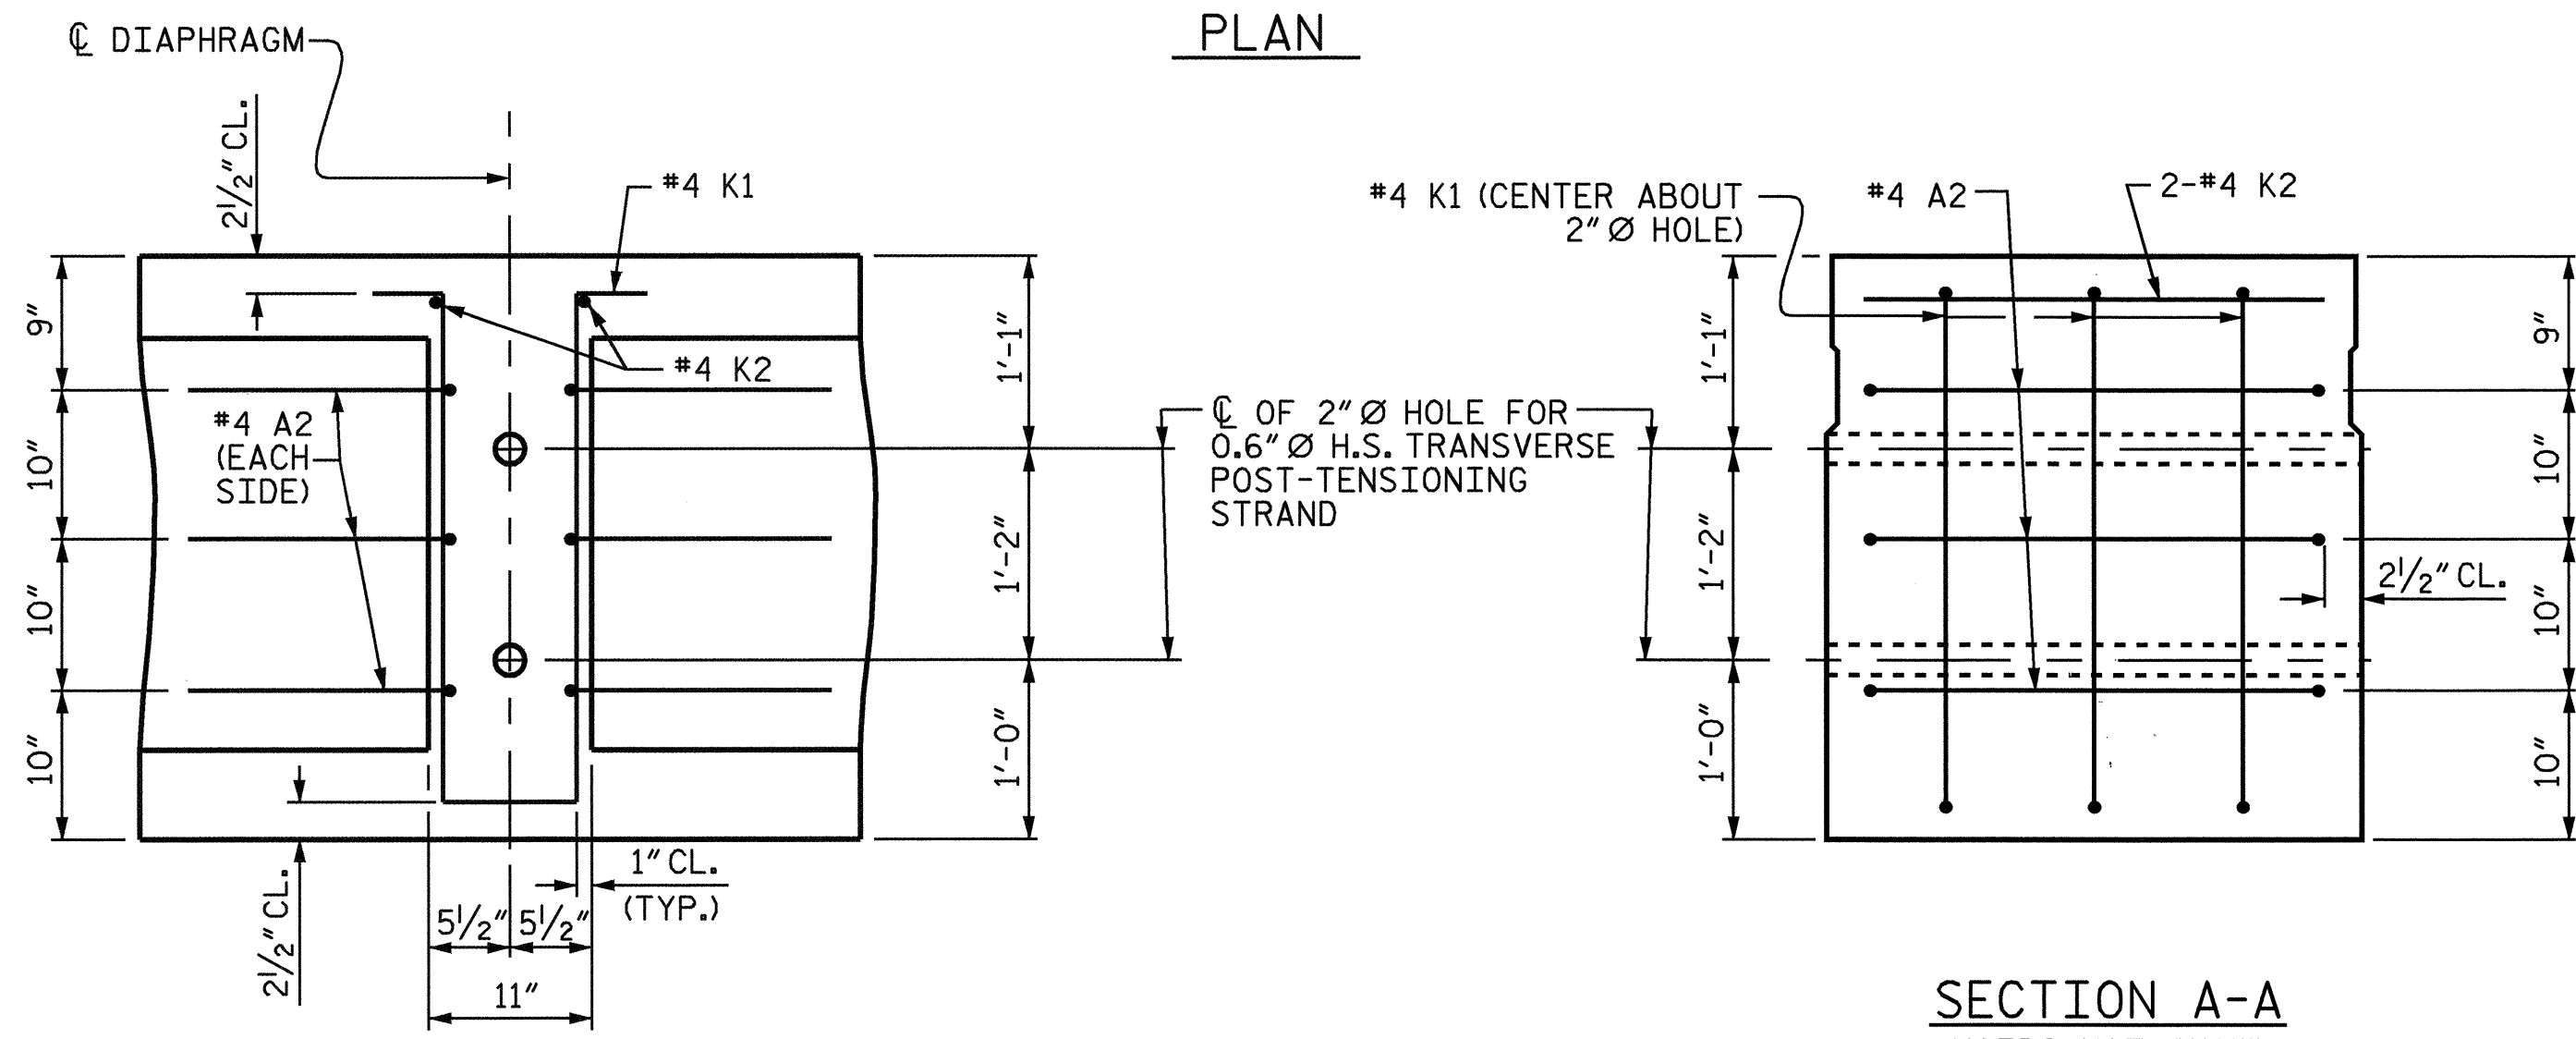 PLAN
℄ DIAPHRAGM
2½" CL.
#4 K1
#4 K2
9"
10"
10"
10"
#4 A2
(EACH
SIDE)
1'-1"
1'-2"
1'-0"
2½" CL.
1" CL.
(TYP.)
5½"
5½"
11"
℄ OF 2"Ø HOLE FOR
0.6"Ø H.S. TRANSVERSE
POST-TENSIONING
STRAND
#4 K1 (CENTER ABOUT
2"Ø HOLE)
#4 A2
2-#4 K2
1'-1"
1'-2"
1'-0"
9"
10"
10"
10"
2½" CL.
SECTION A-A